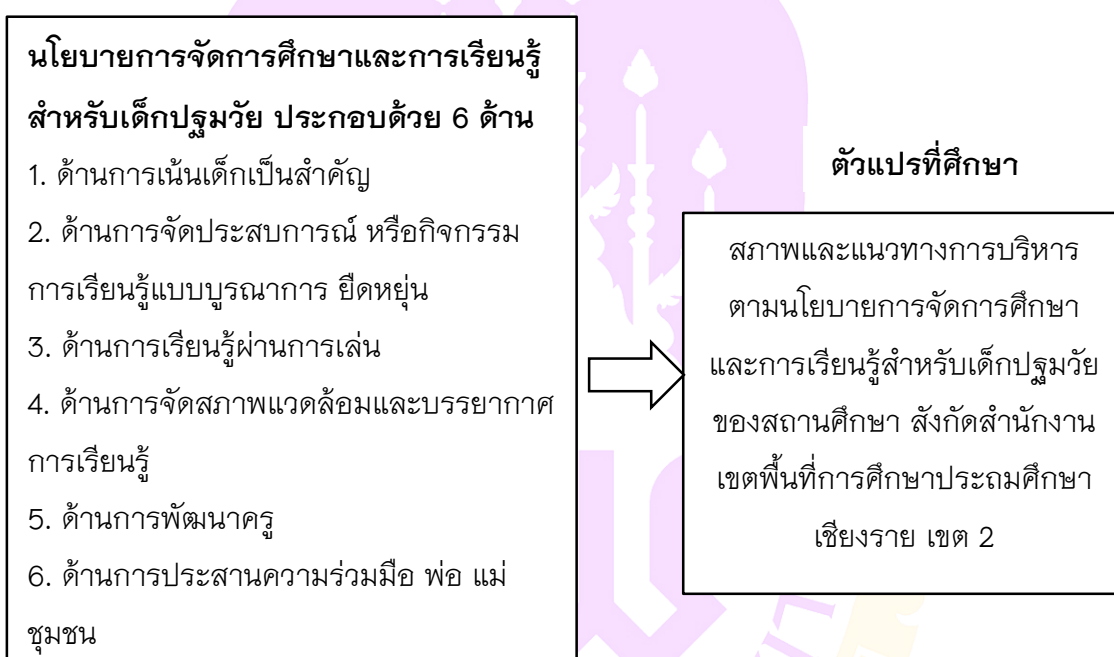 นโยบายการจัดการศึกษาและการเรียนรู้
สำหรับเด็กปฐมวัย ประกอบด้วย 6 ด้าน
1. ด้านการเน้นเด็กเป็นสำคัญ
2. ด้านการจัดประสบการณ์ หรือกิจกรรม
การเรียนรู้แบบบูรณาการ ยืดหยุ่น
3. ด้านการเรียนรู้ผ่านการเล่น
4. ด้านการจัดสภาพแวดล้อมและบรรยากาศ
การเรียนรู้
5. ด้านการพัฒนาครู
6. ด้านการประสานความร่วมมือ พ่อ แม่
ชุมชน
ตัวแปรที่ศึกษา
สภาพและแนวทางการบริหาร
ตามนโยบายการจัดการศึกษา
และการเรียนรู้สำหรับเด็กปฐมวัย
ของสถานศึกษา สังกัดสำนักงาน
เขตพื้นที่การศึกษาประถมศึกษา
เชียงราย เขต 2